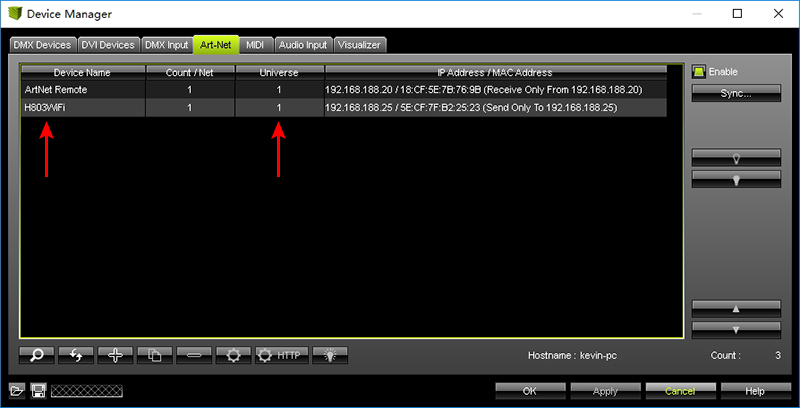 Device Manager
DMX Devices DVI Devices DMX Input Art-Net MIDI Audio Input Visualizer
Device Name Count / Net Universe IP Address / MAC Address
ArtNet Remote 1 1 192.168.188.20 / 18:CF:5E:7B:76:9B (Receive Only From 192.168.188.20)
H803WiFi 1 1 192.168.188.25 / 5E:CF:7F:B2:25:23 (Send Only To 192.168.188.25)
Enable
Sync...
HTTP Hostname : kevin-pc Count : 3
OK Apply Cancel Help